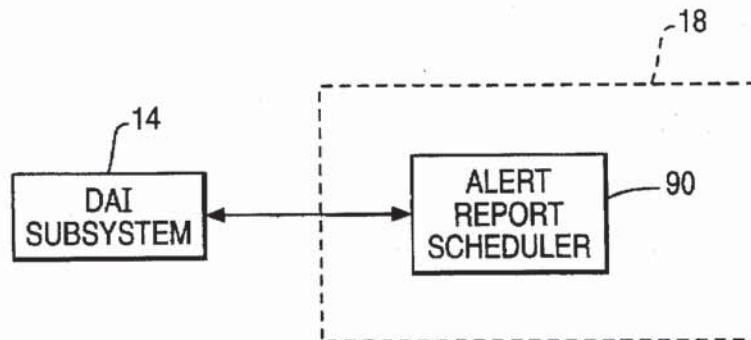 18
14
DAI
SUBSYSTEM
ALERT
REPORT
SCHEDULER
90